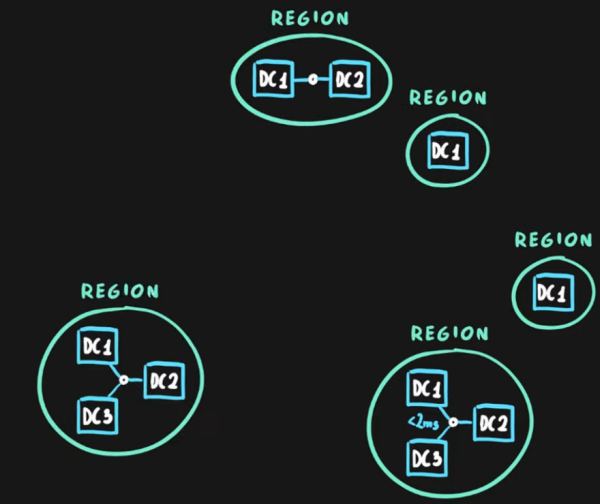 REGION
DC1 DC2
REGION
DC1
REGION
DC1
REGION
DC1
DC2
DC3
REGION
DC1
<2ms DC2
DC3